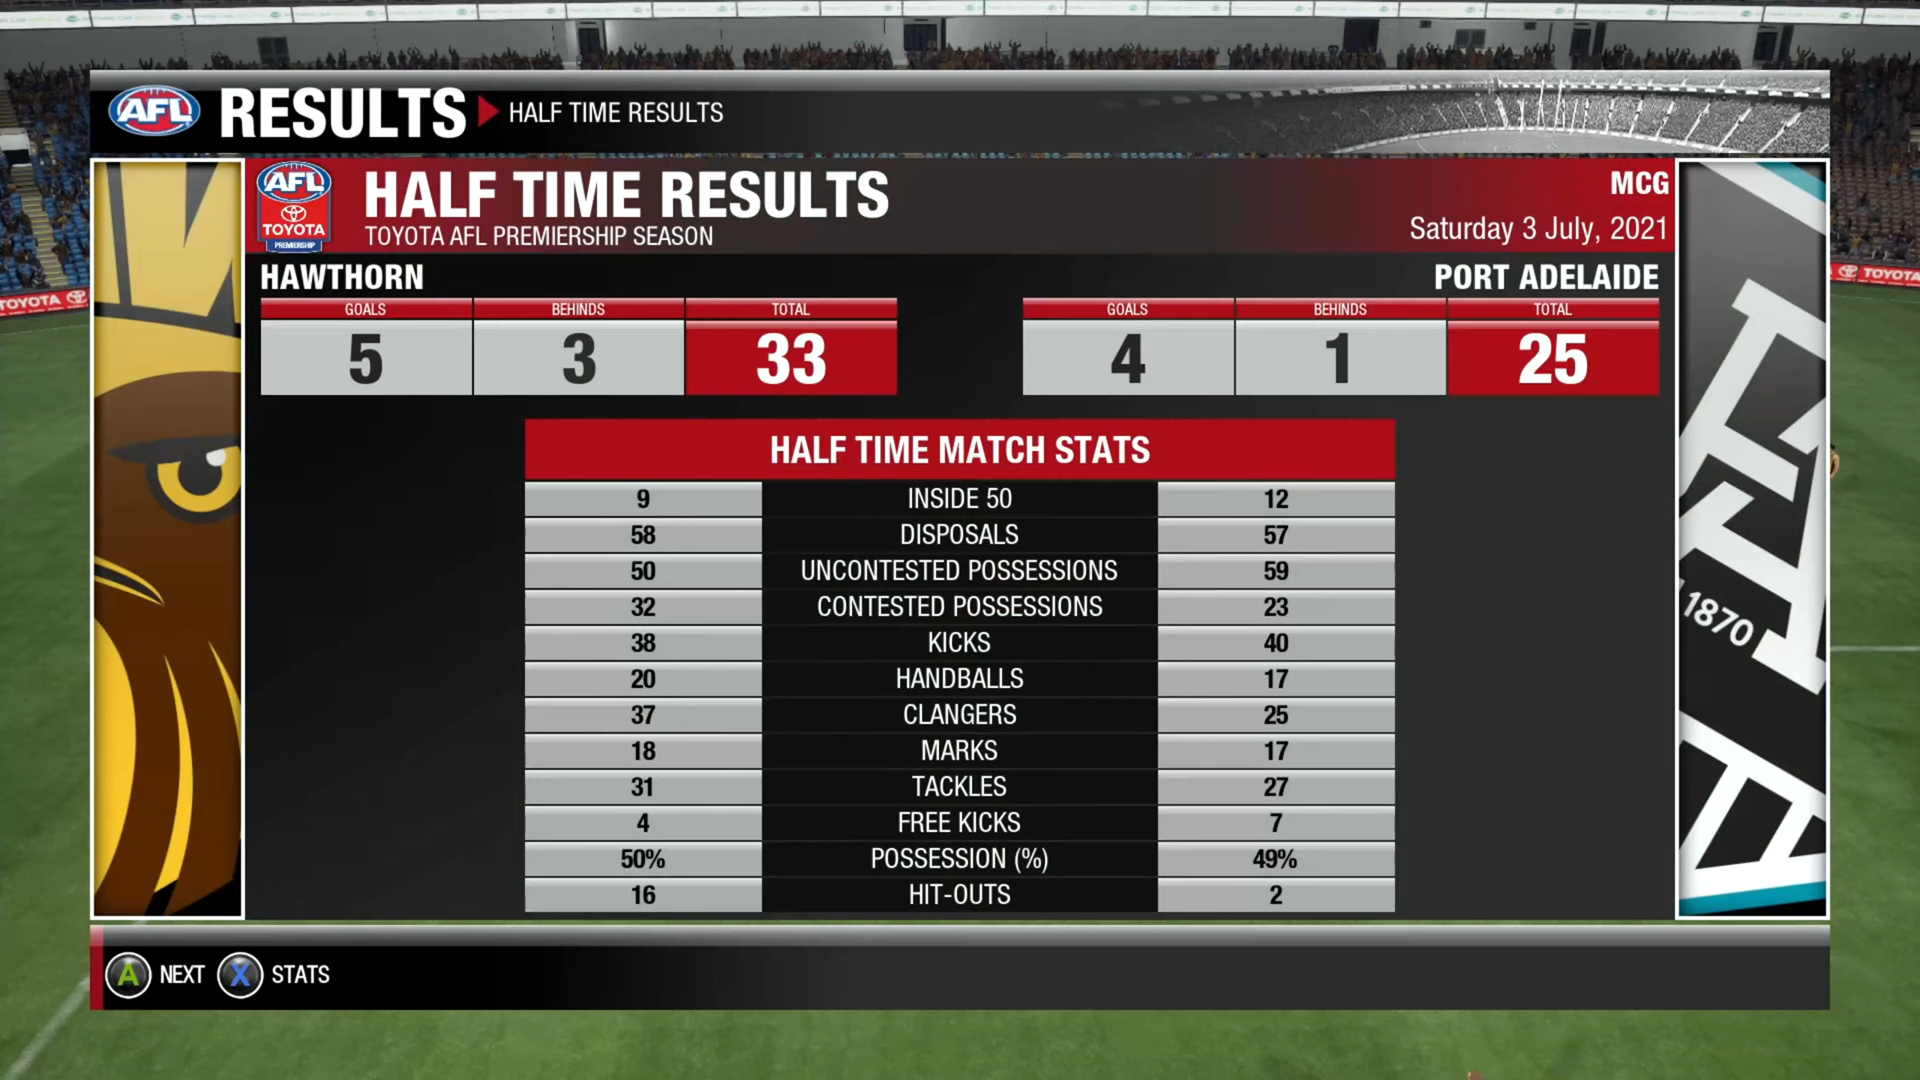 AFL RESULTS HALF TIME RESULTS
AFL TOYOTA PREMIERSHIP
HALF TIME RESULTS
TOYOTA AFL PREMIERSHIP SEASON
MCG
Saturday 3 July, 2021
HAWTHORN
GOALS BEHINDS TOTAL
5 3 33
PORT ADELAIDE
GOALS BEHINDS TOTAL
4 1 25
HALF TIME MATCH STATS
9 INSIDE 50 12
58 DISPOSALS 57
50 UNCONTESTED POSSESSIONS 59
32 CONTESTED POSSESSIONS 23
38 KICKS 40
20 HANDBALLS 17
37 CLANGERS 25
18 MARKS 17
31 TACKLES 27
4 FREE KICKS 7
50% POSSESSION (%) 49%
16 HIT-OUTS 2
1870
TOYOTA
TOYOTA
A NEXT X STATS